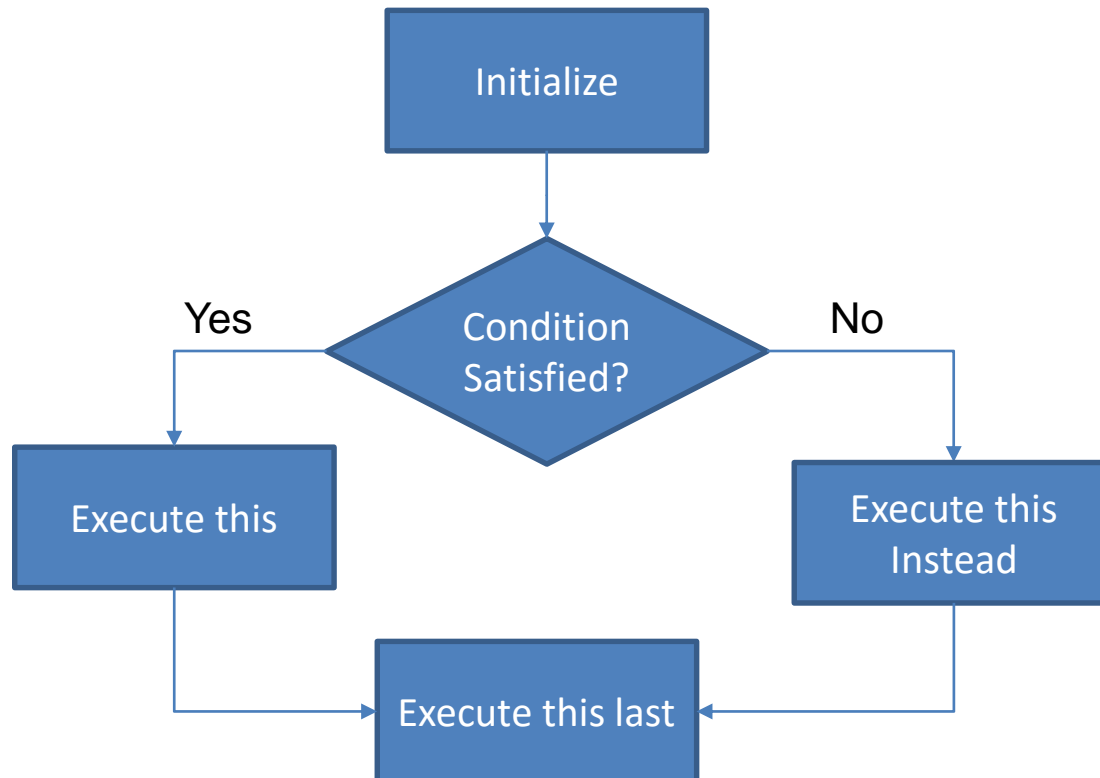 Initialize
Yes
No
Condition
Satisfied?
Execute this
Execute this
Instead
Execute this last